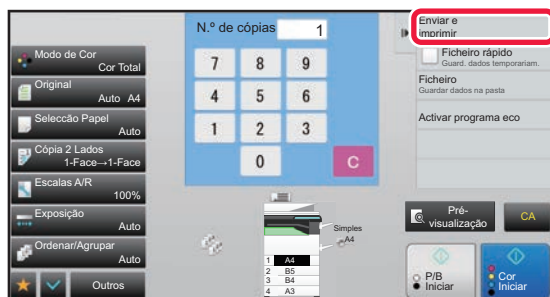 N.º de cópias
1
Enviar e
imprimir
Ficheiro rápido
Guard. dados temporariam.
Ficheiro
Guardar dados na pasta
Activar programa eco
Modo de Cor
Cor Total
Original
Auto A4
Seleccão Papel
Auto
Cópia 2 Lados
1-Face→1-Face
Escalas A/R
100%
Exposição
Auto
Ordenar/Agrupar
Auto
Outros
7 8 9
4 5 6
1 2 3
0 C
Simples
A4
1 A4
2 B5
3 B4
4 A3
Pré-
visualização
CA
P/B
Iniciar
Cor
Iniciar